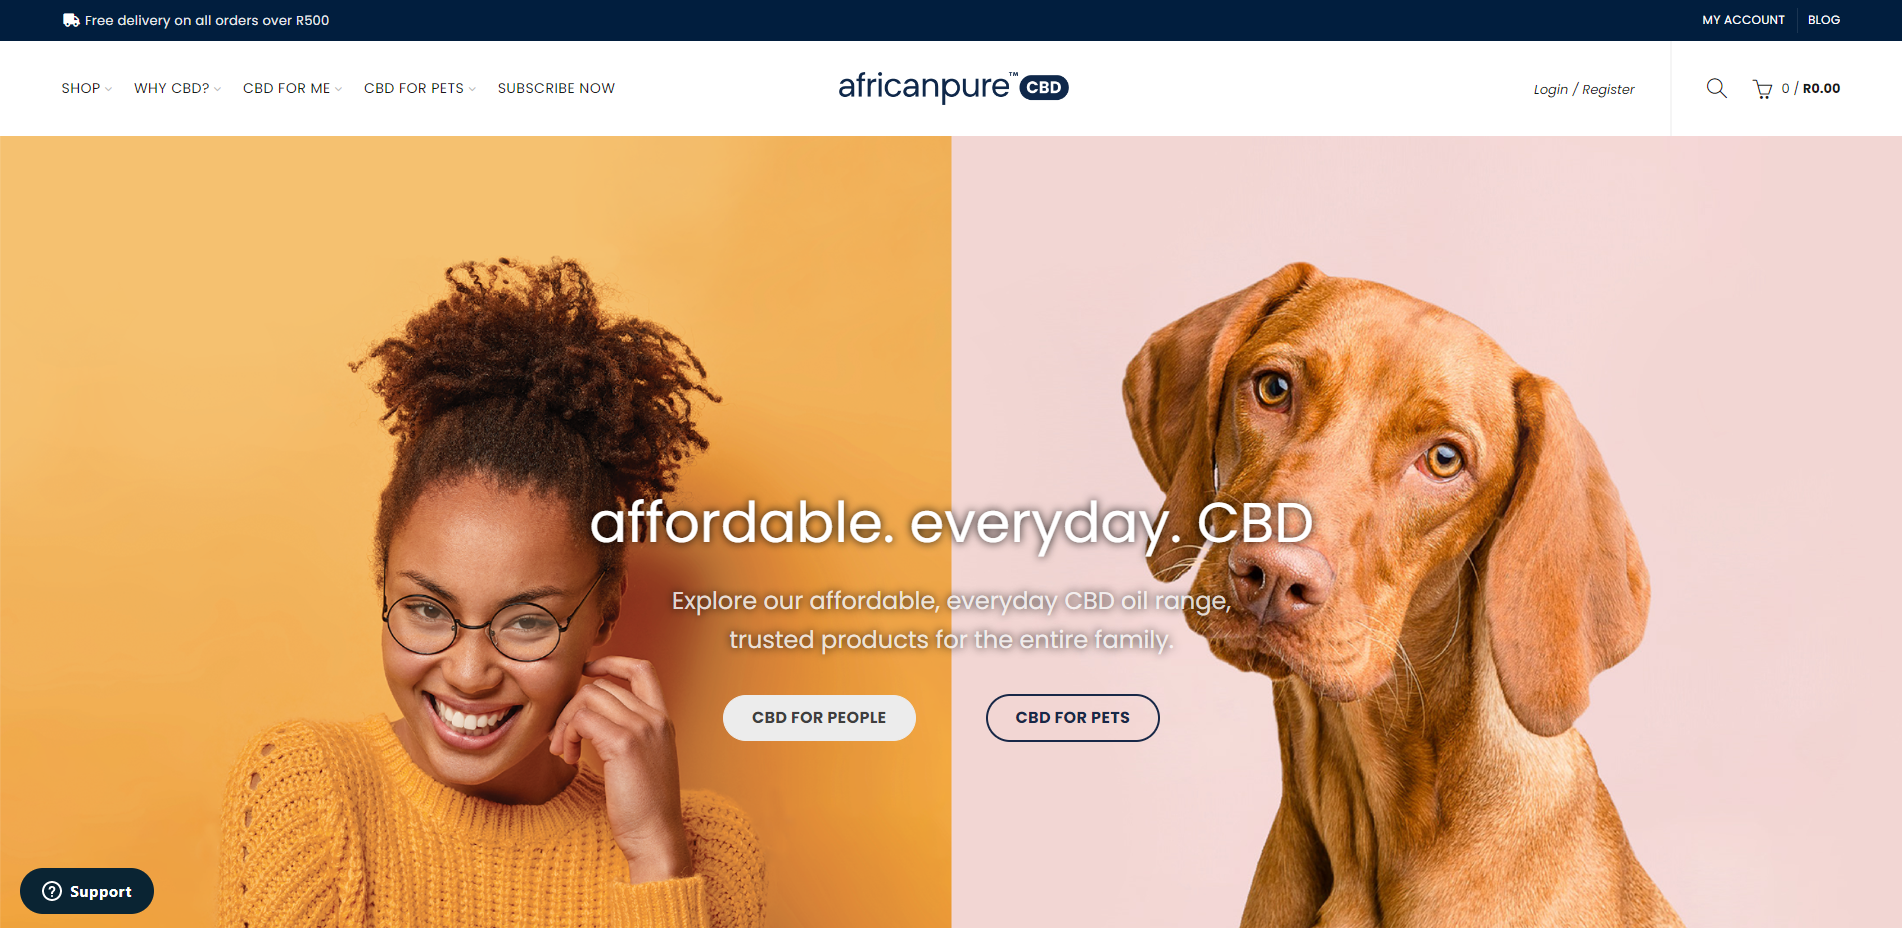 Free delivery on all orders over R500
MY ACCOUNT
BLOG
SHOP
WHY CBD?
CBD FOR ME
CBD FOR PETS
SUBSCRIBE NOW
africanpure™ CBD
Login / Register
0 / R0.00
affordable. everyday. CBD
Explore our affordable, everyday CBD oil range,
trusted products for the entire family.
CBD FOR PEOPLE
CBD FOR PETS
? Support